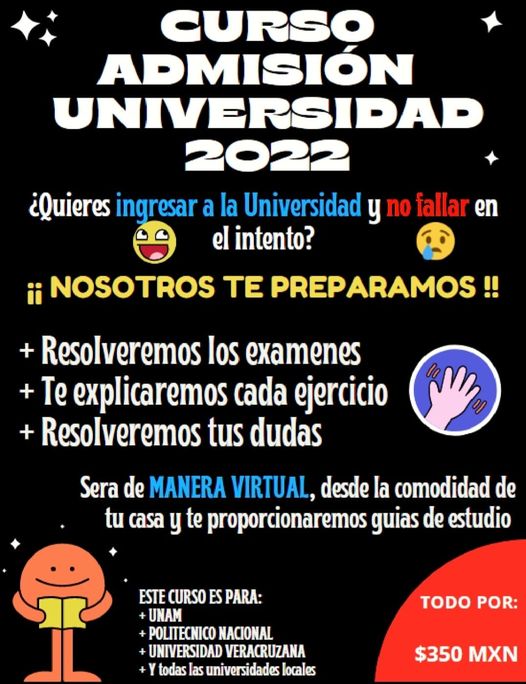 CURSO
ADMISIÓN
UNIVERSIDAD
2022
¿Quieres ingresar a la Universidad y no fallar en
el intento?
¡¡ NOSOTROS TE PREPARAMOS !!
+ Resolveremos los examenes
+ Te explicaremos cada ejercicio
+ Resolveremos tus dudas
Sera de MANERA VIRTUAL, desde la comodidad de
tu casa y te proporcionaremos guias de estudio
ESTE CURSO ES PARA:
+ UNAM
+ POLITECNICO NACIONAL
+ UNIVERSIDAD VERACRUZANA
+ Y todas las universidades locales
TODO POR:
$350 MXN